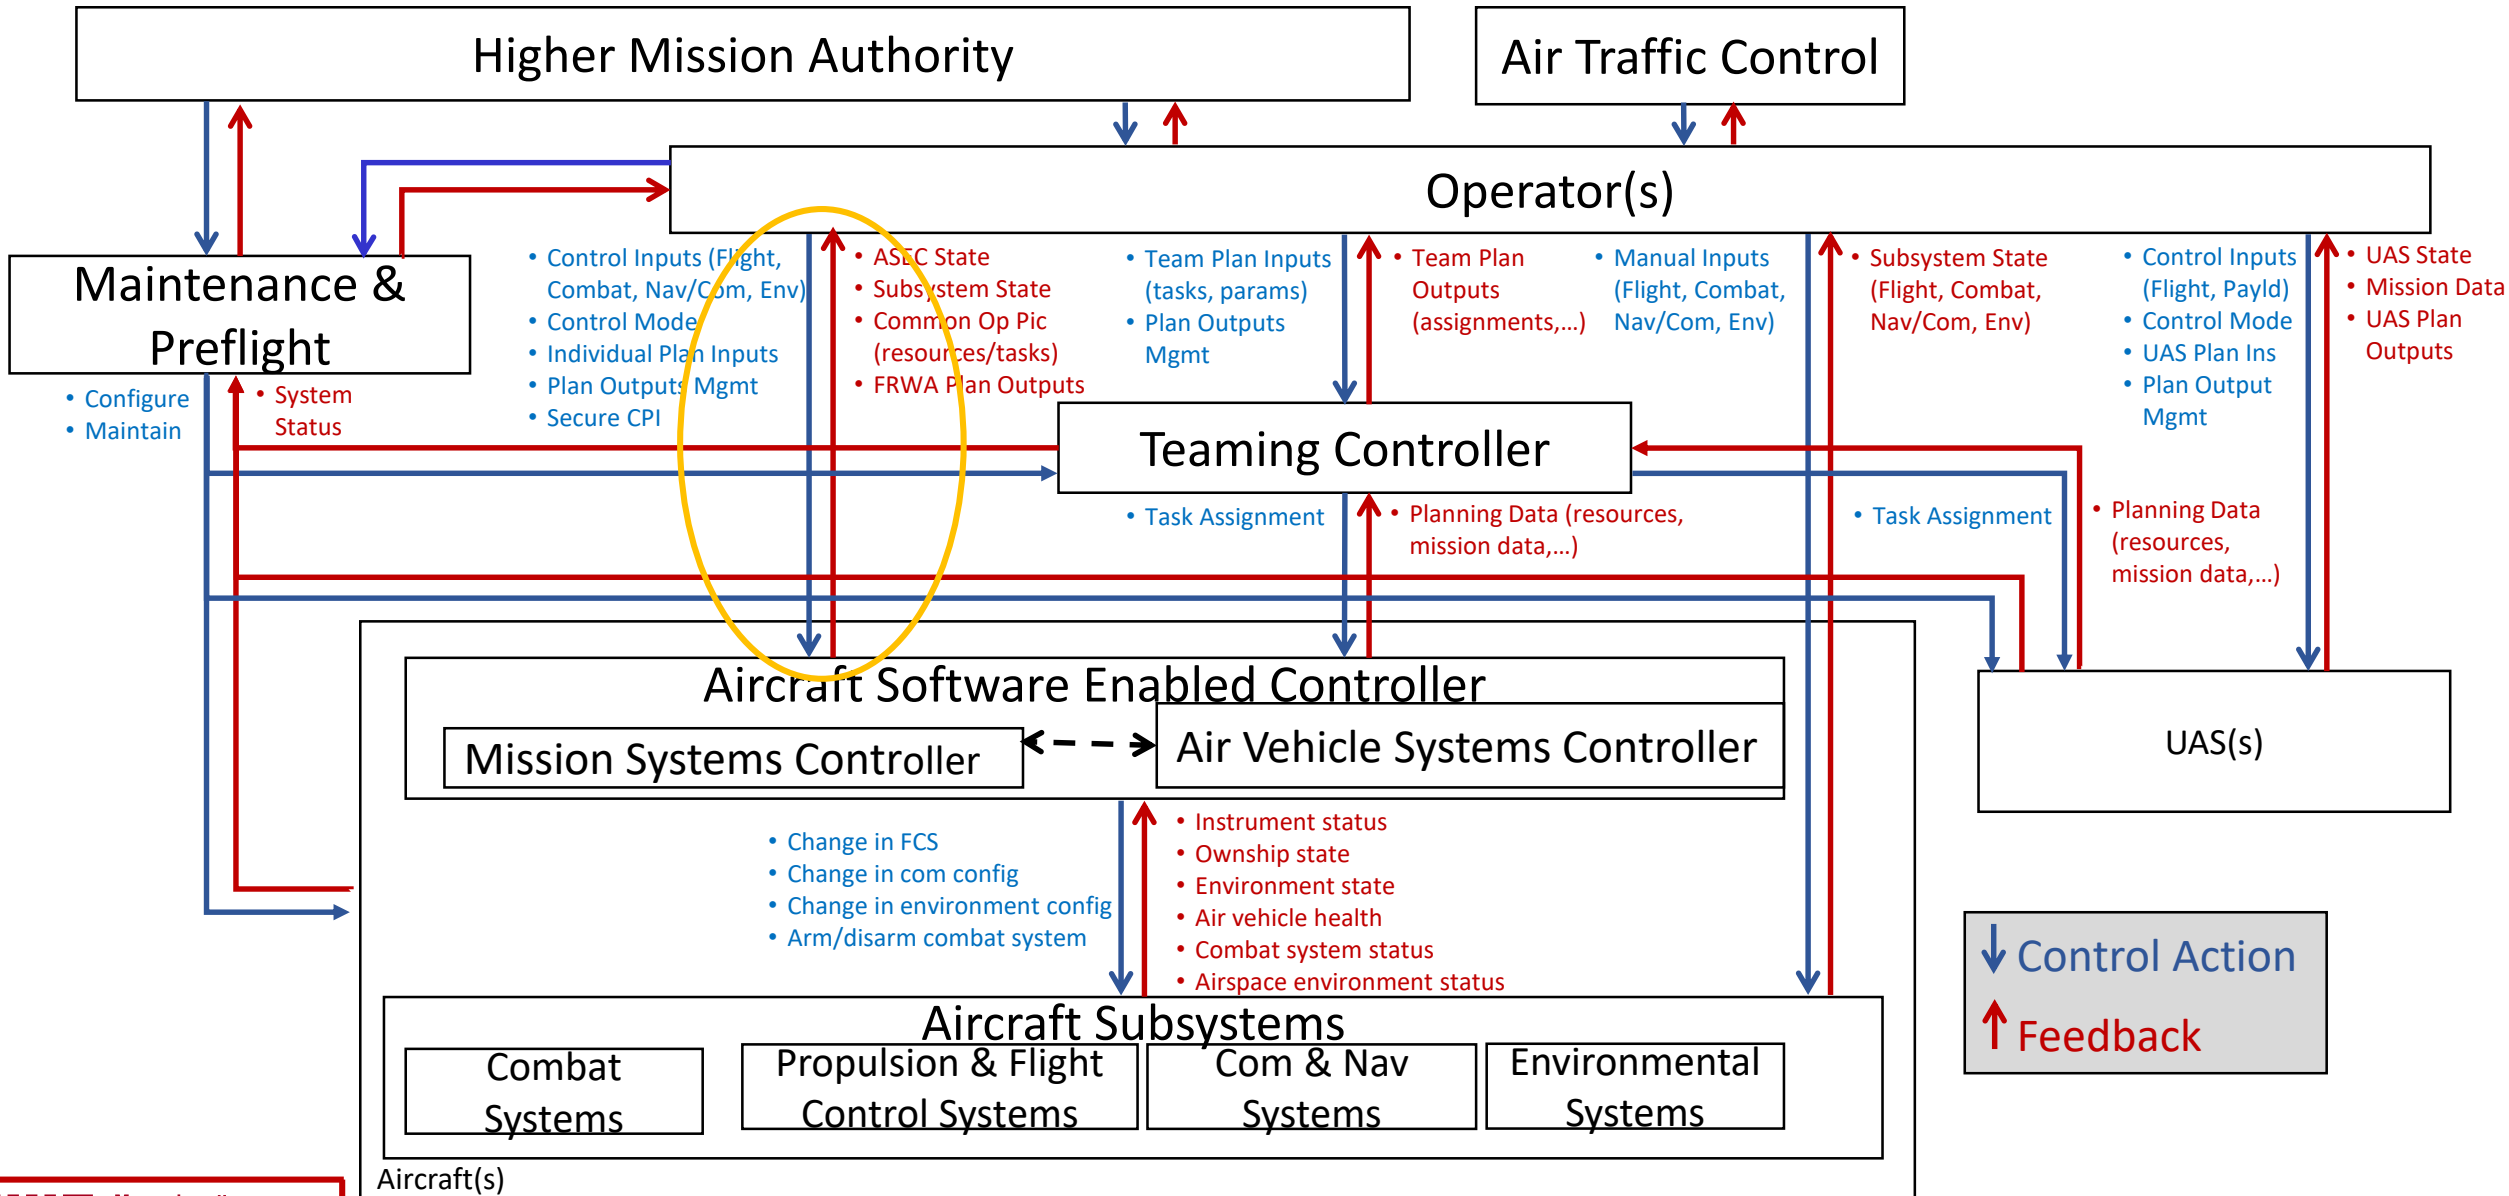 Higher Mission Authority
Air Traffic Control
Operator(s)
Maintenance &
Preflight
• Control Inputs (Flight,
Combat, Nav/Com, Env)
• Control Mode
• Individual Plan Inputs
• Plan Outputs Mgmt
• Secure CPI
• ASEC State
• Subsystem State
• Common Op Pic
(resources/tasks)
• FRWA Plan Outputs
• Team Plan Inputs
(tasks, params)
• Plan Outputs
Mgmt
• Team Plan
Outputs
(assignments,...)
• Manual Inputs
(Flight, Combat,
Nav/Com, Env)
• Subsystem State
(Flight, Combat,
Nav/Com, Env)
• Control Inputs
(Flight, Payld)
• Control Mode
• UAS Plan Ins
• Plan Output
Mgmt
• UAS State
• Mission Data
• UAS Plan
Outputs
• Configure
• Maintain
• System
Status
Teaming Controller
• Task Assignment
• Planning Data (resources,
mission data,...)
• Task Assignment
• Planning Data
(resources,
mission data,...)
Aircraft Software Enabled Controller
Mission Systems Controller
Air Vehicle Systems Controller
UAS(s)
• Change in FCS
• Change in com config
• Change in environment config
• Arm/disarm combat system
• Instrument status
• Ownship state
• Environment state
• Air vehicle health
• Combat system status
• Airspace environment status
Control Action
Feedback
Aircraft Subsystems
Combat
Systems
Propulsion & Flight
Control Systems
Com & Nav
Systems
Environmental
Systems
Aircraft(s)